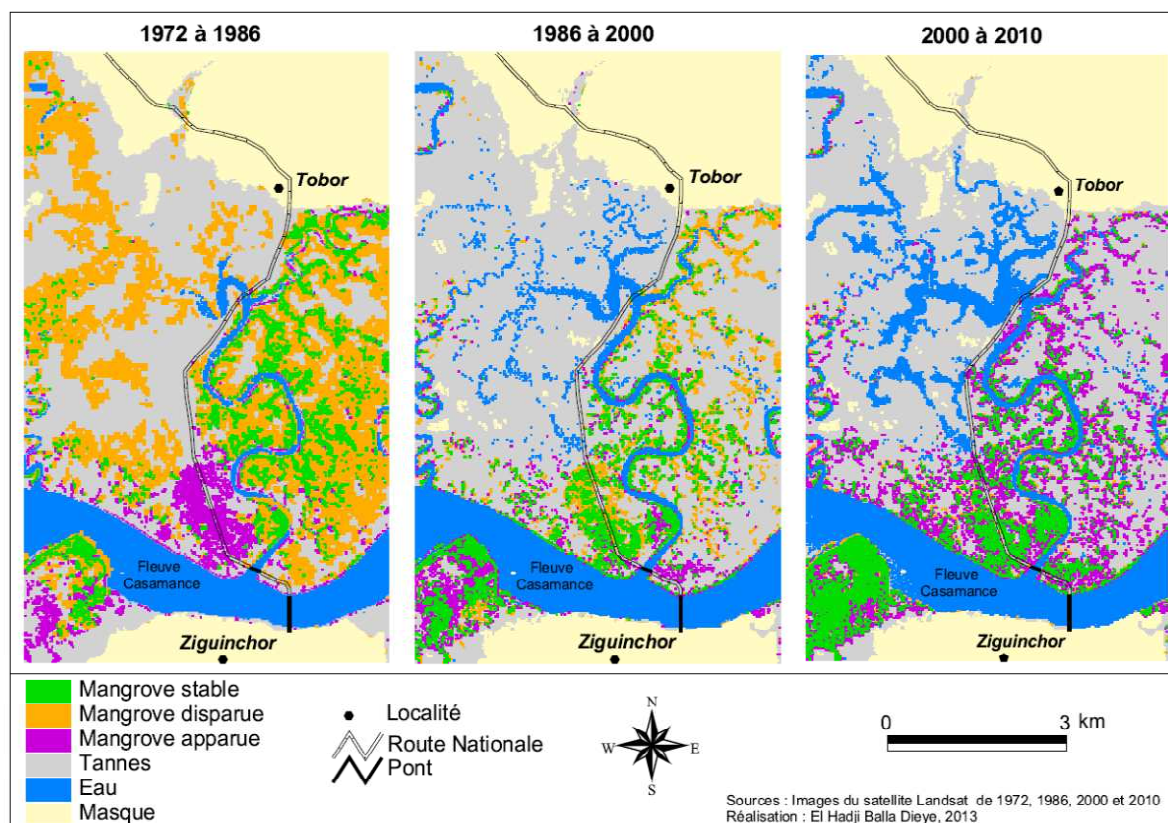 1972 à 1986
1986 à 2000
2000 à 2010
Tobor
Tobor
Tobor
Fleuve
Casamance
Fleuve
Casamance
Fleuve
Casamance
Ziguinchor
Ziguinchor
Ziguinchor
Mangrove stable
Mangrove disparue
Mangrove apparue
Tannes
Eau
Masque
Localité
Route Nationale
Pont
N
W E
S
0 3 km
Sources : Images du satellite Landsat de 1972, 1986, 2000 et 2010
Réalisation : El Hadji Balla Dieye, 2013